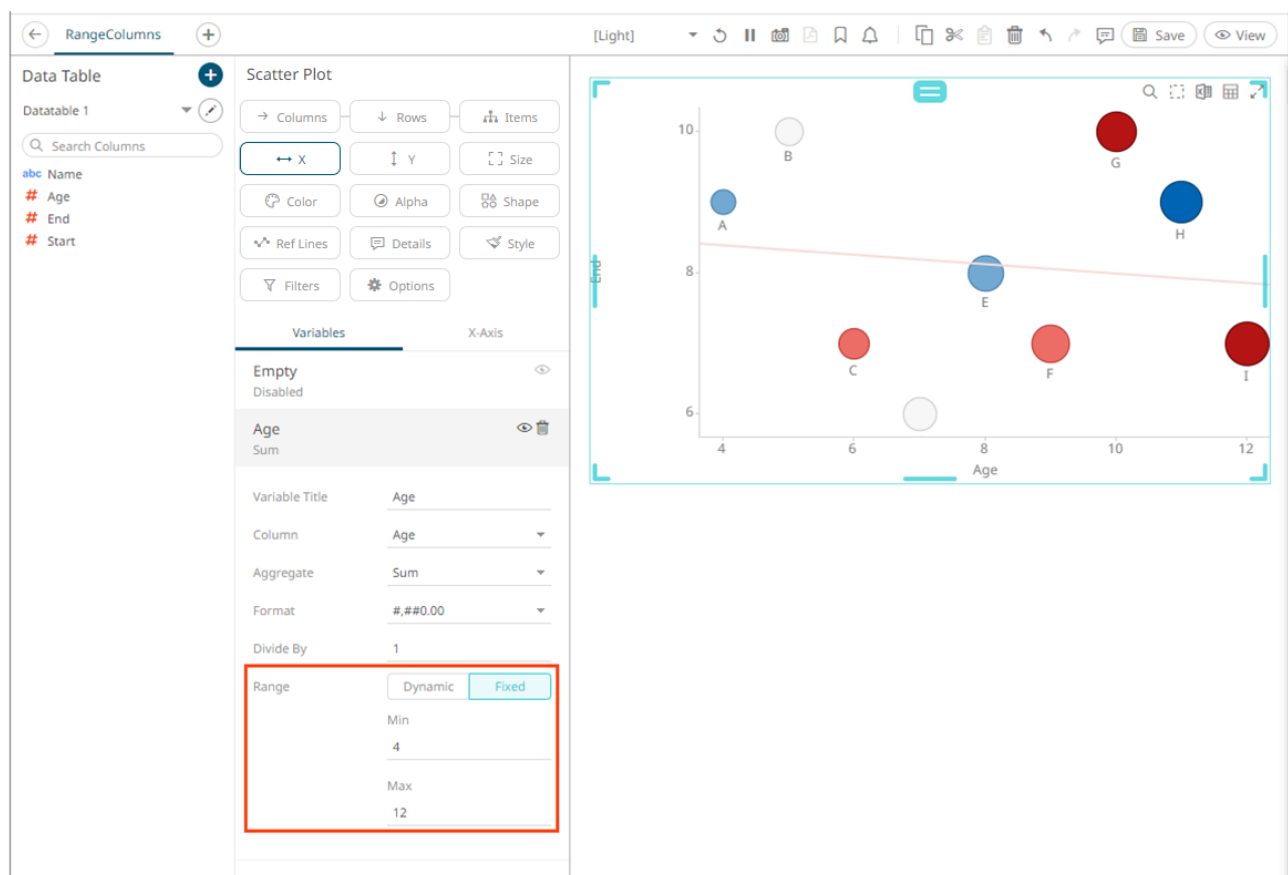 RangeColumns
[Light]
Save
View
Data Table
Datatable 1
Search Columns
abc Name
# Age
# End
# Start
Scatter Plot
Columns
Rows
Items
X
Y
Size
Color
Alpha
Shape
Ref Lines
Details
Style
Filters
Options
Variables
X-Axis
Empty
Disabled
Age
Sum
Variable Title
Age
Column
Age
Aggregate
Sum
Format
#,##0.00
Divide By
1
Range
Dynamic
Fixed
Min
4
Max
12
End
10
8
6
A
B
C
E
F
G
H
I
4
6
8
10
12
Age